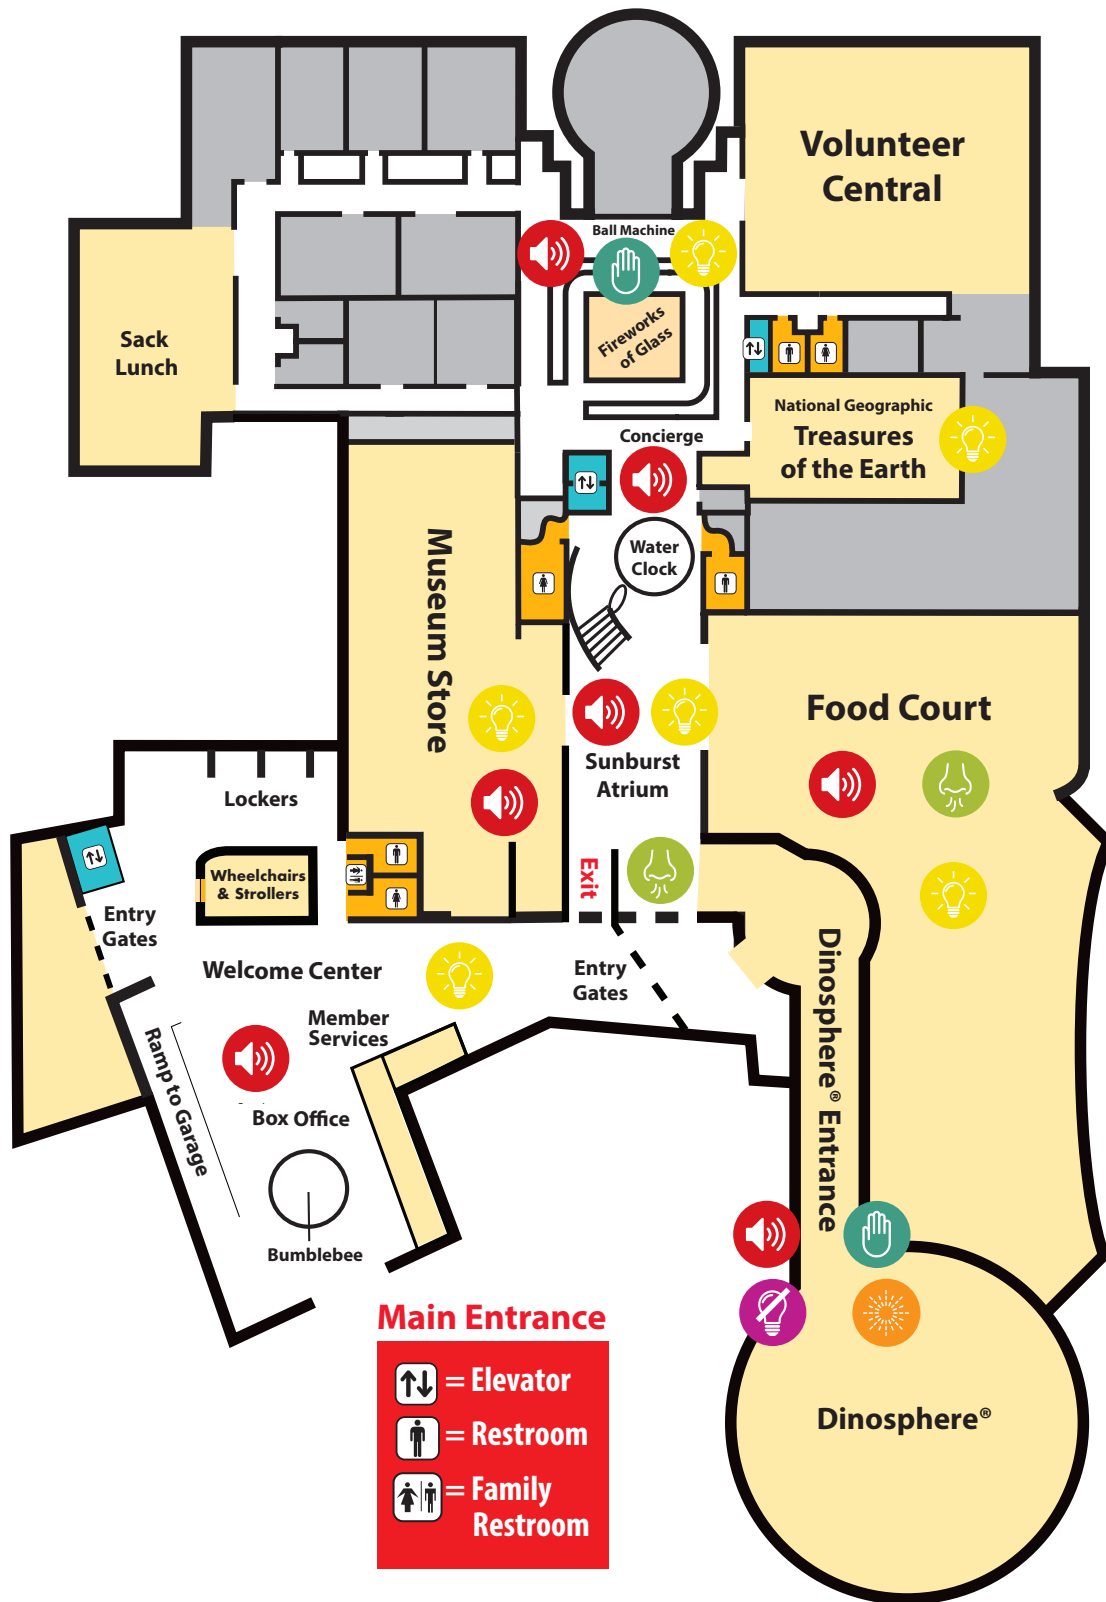 Volunteer
Central
Ball Machine
Fireworks
of Glass
Sack
Lunch
National Geographic
Treasures
of the Earth
Concierge
Water
Clock
Museum Store
Food Court
Sunburst
Atrium
Lockers
Wheelchairs
& Strollers
Exit
Entry
Gates
Welcome Center
Entry
Gates
Dinosphere® Entrance
Member
Services
Ramp to Garage
Box Office
Bumblebee
Main Entrance
= Elevator
= Restroom
= Family
Restroom
Dinosphere®